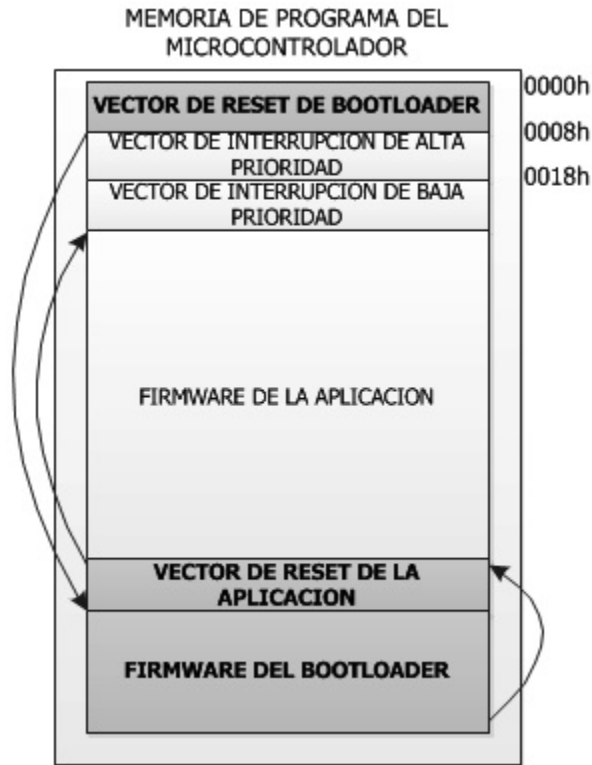 MEMORIA DE PROGRAMA DEL
MICROCONTROLADOR
0000h
VECTOR DE RESET DE BOOTLOADER
0008h
VECTOR DE INTERRUPCION DE ALTA
PRIORIDAD
0018h
VECTOR DE INTERRUPCION DE BAJA
PRIORIDAD
FIRMWARE DE LA APLICACION
VECTOR DE RESET DE LA
APLICACION
FIRMWARE DEL BOOTLOADER